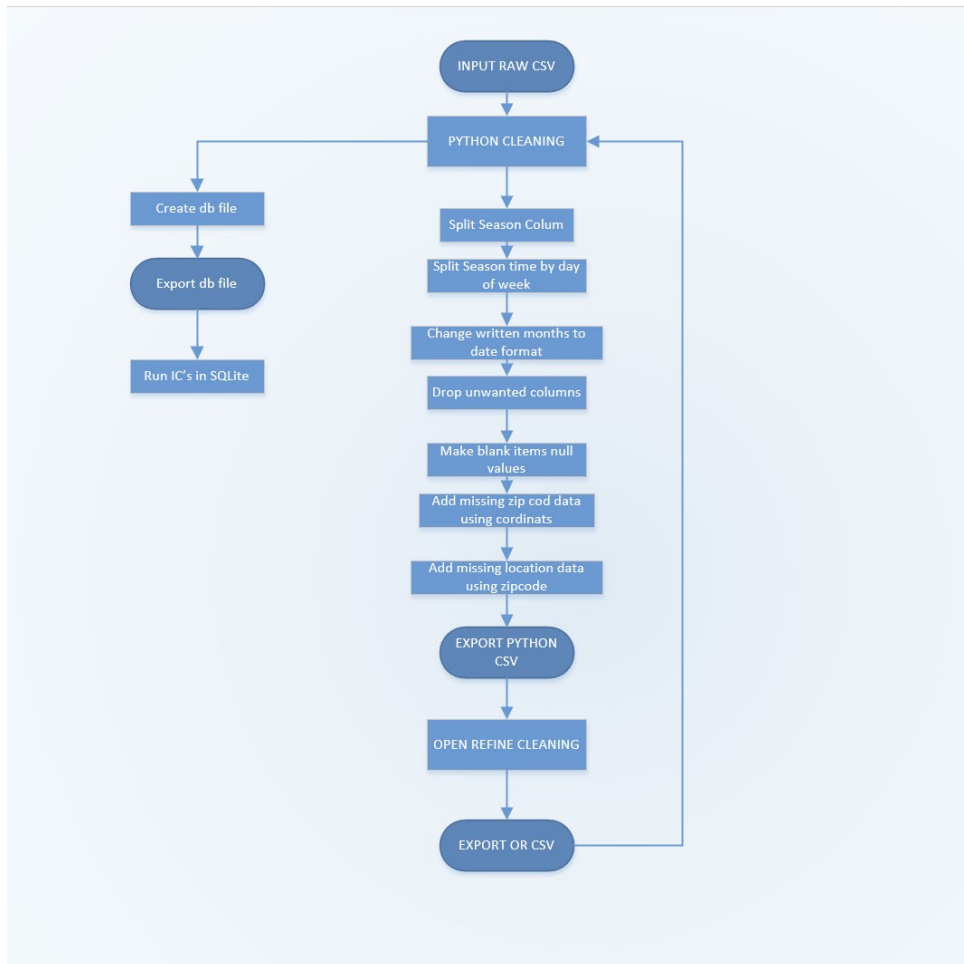 INPUT RAW CSV
PYTHON CLEANING
Create db file
Export db file
Run IC's in SQLite
Split Season Colum
Split Season time by day
of week
Change written months to
date format
Drop unwanted columns
Make blank items null
values
Add missing zip cod data
using cordinats
Add missing location data
using zipcode
EXPORT PYTHON
CSV
OPEN REFINE CLEANING
EXPORT OR CSV